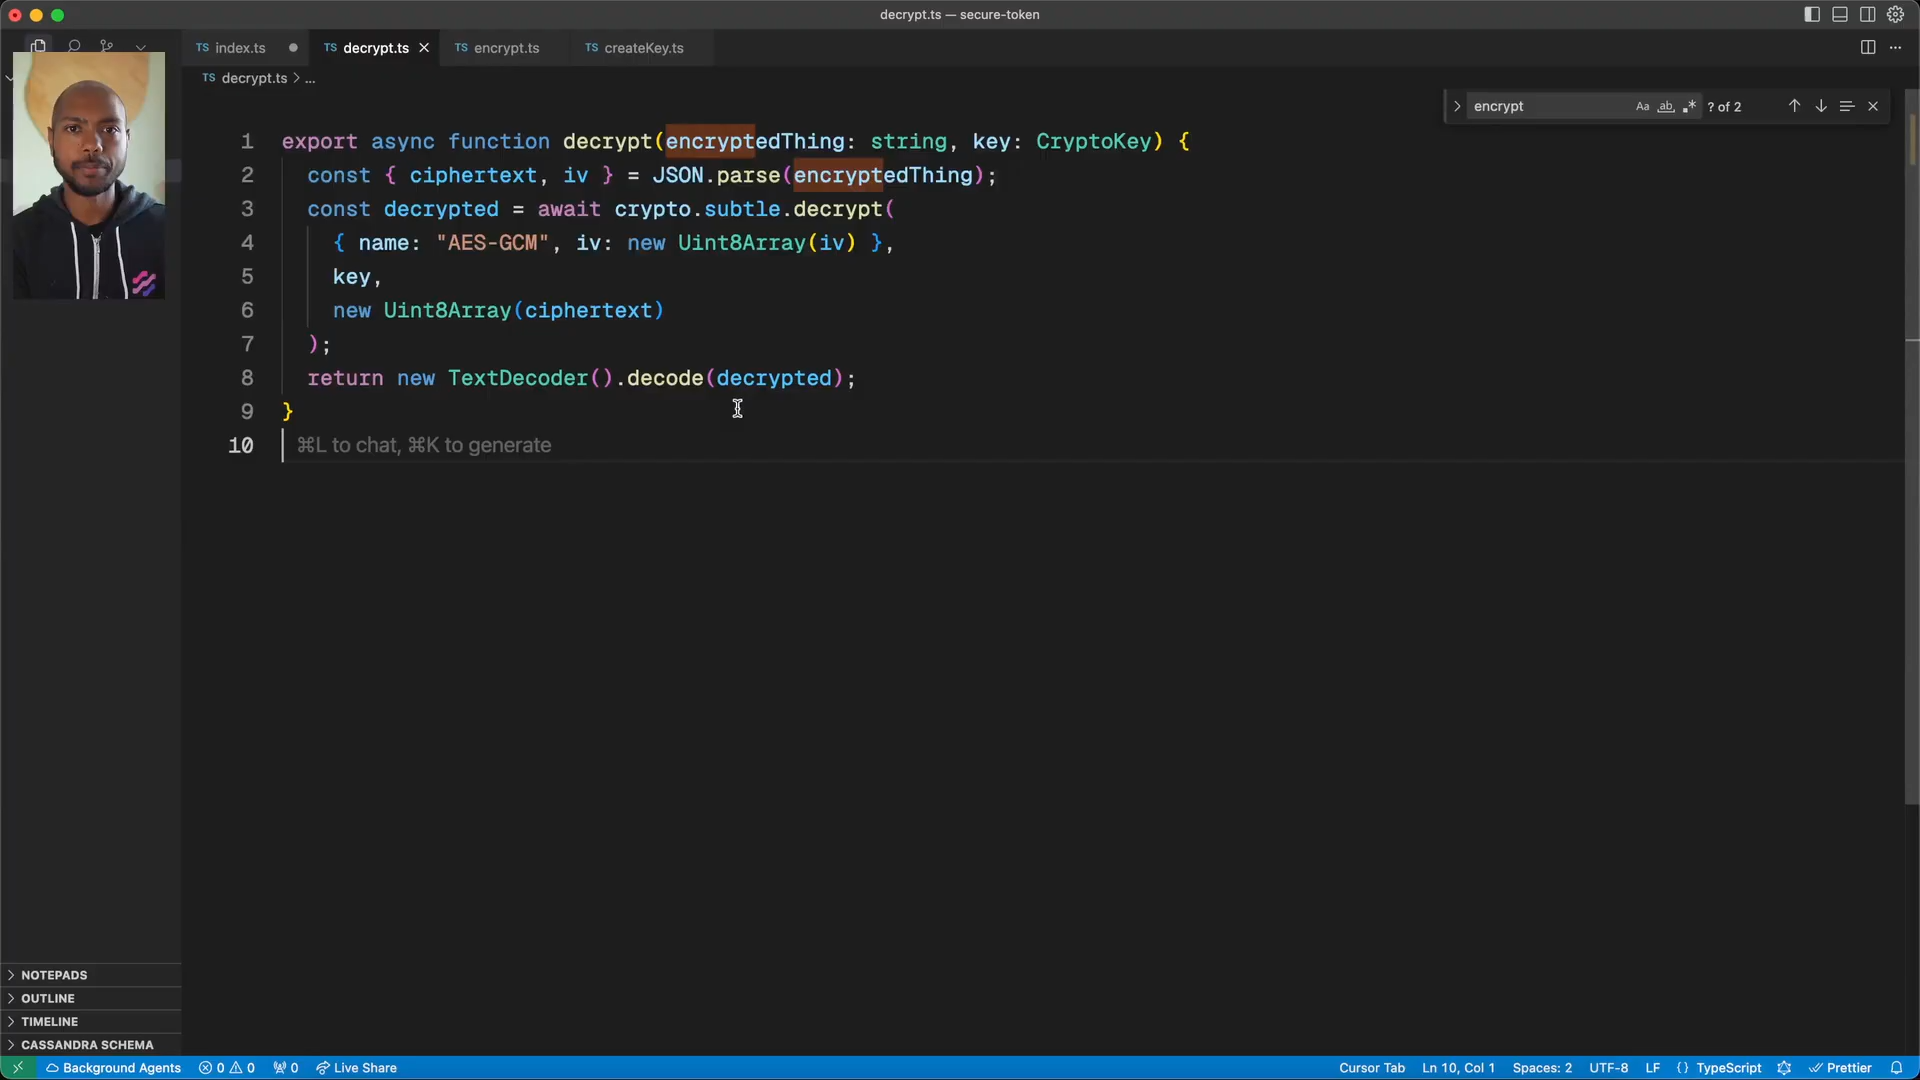 decrypt.ts — secure-token
TS index.ts
TS decrypt.ts
TS encrypt.ts
TS createKey.ts
TS decrypt.ts > ...
encrypt
Aa ab
? of 2
1 export async function decrypt(encryptedThing: string, key: CryptoKey) {
2 const { ciphertext, iv } = JSON.parse(encryptedThing);
3 const decrypted = await crypto.subtle.decrypt(
4 { name: "AES-GCM", iv: new Uint8Array(iv) },
5 key,
6 new Uint8Array(ciphertext)
7 );
8 return new TextDecoder().decode(decrypted);
9 }
10 ⌘L to chat, ⌘K to generate
NOTEPADS
OUTLINE
TIMELINE
CASSANDRA SCHEMA
Background Agents 0 0 0 Live Share Cursor Tab Ln 10, Col 1 Spaces: 2 UTF-8 LF {} TypeScript Prettier